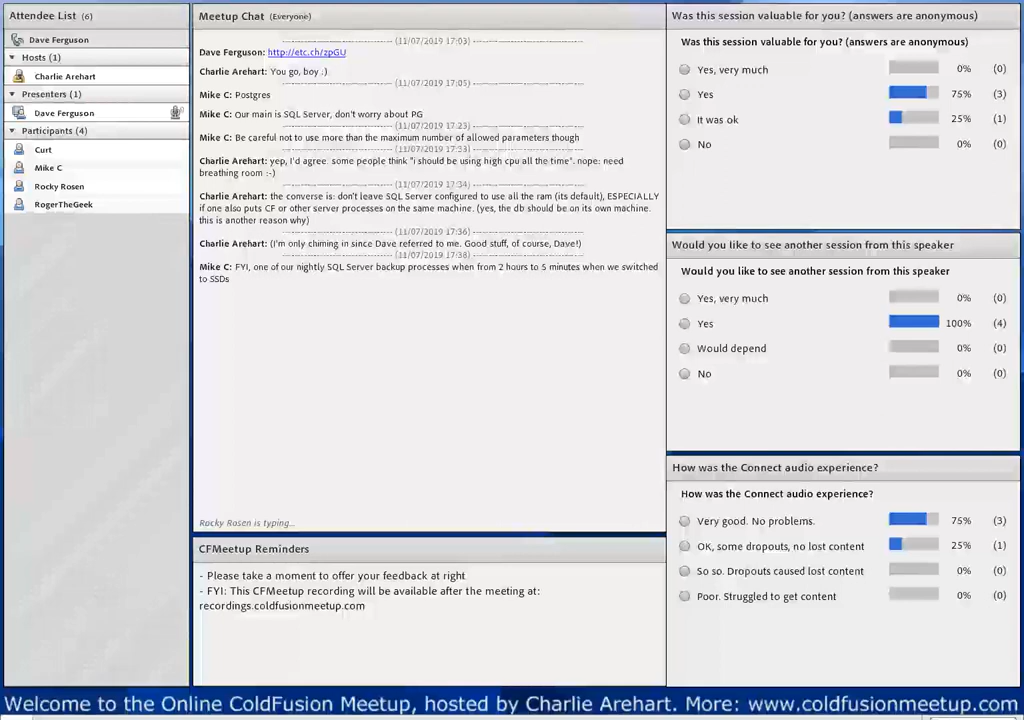 Attendee List (6)
Dave Ferguson
Hosts (1)
Charlie Arehart
Presenters (1)
Dave Ferguson
Participants (4)
Curt
Mike C
Rocky Rosen
RogerTheGeek
Meetup Chat (Everyone)
(11/07/2019 17:03)
Dave Ferguson: http://etc.ch/zpGU
Charlie Arehart: You go, boy :)
(11/07/2019 17:05)
Mike C: Postgres
Mike C: Our main is SQL Server, don't worry about PG
(11/07/2019 17:23)
Mike C: Be careful not to use more than the maximum number of allowed parameters though
(11/07/2019 17:33)
Charlie Arehart: yep, I'd agree. some people think "i should be using high cpu all the time". nope: need
breathing room :-)
(11/07/2019 17:34)
Charlie Arehart: the converse is: don't leave SQL Server configured to use all the ram (its default), ESPECIALLY
if one also puts CF or other server processes on the same machine. (yes, the db should be on its own machine.
this is another reason why)
(11/07/2019 17:36)
Charlie Arehart: (I'm only chiming in since Dave referred to me. Good stuff, of course, Dave!)
(11/07/2019 17:38)
Mike C: FYI, one of our nightly SQL Server backup processes when from 2 hours to 5 minutes when we switched
to SSDs
Rocky Rosen is typing...
CFMeetup Reminders
- Please take a moment to offer your feedback at right
- FYI: This CFMeetup recording will be available after the meeting at:
recordings.coldfusionmeetup.com
Was this session valuable for you? (answers are anonymous)
Was this session valuable for you? (answers are anonymous)
Yes, very much 0% (0)
Yes 75% (3)
It was ok 25% (1)
No 0% (0)
Would you like to see another session from this speaker
Would you like to see another session from this speaker
Yes, very much 0% (0)
Yes 100% (4)
Would depend 0% (0)
No 0% (0)
How was the Connect audio experience?
How was the Connect audio experience?
Very good. No problems. 75% (3)
OK, some dropouts, no lost content 25% (1)
So so. Dropouts caused lost content 0% (0)
Poor. Struggled to get content 0% (0)
Welcome to the Online ColdFusion Meetup, hosted by Charlie Arehart. More: www.coldfusionmeetup.com